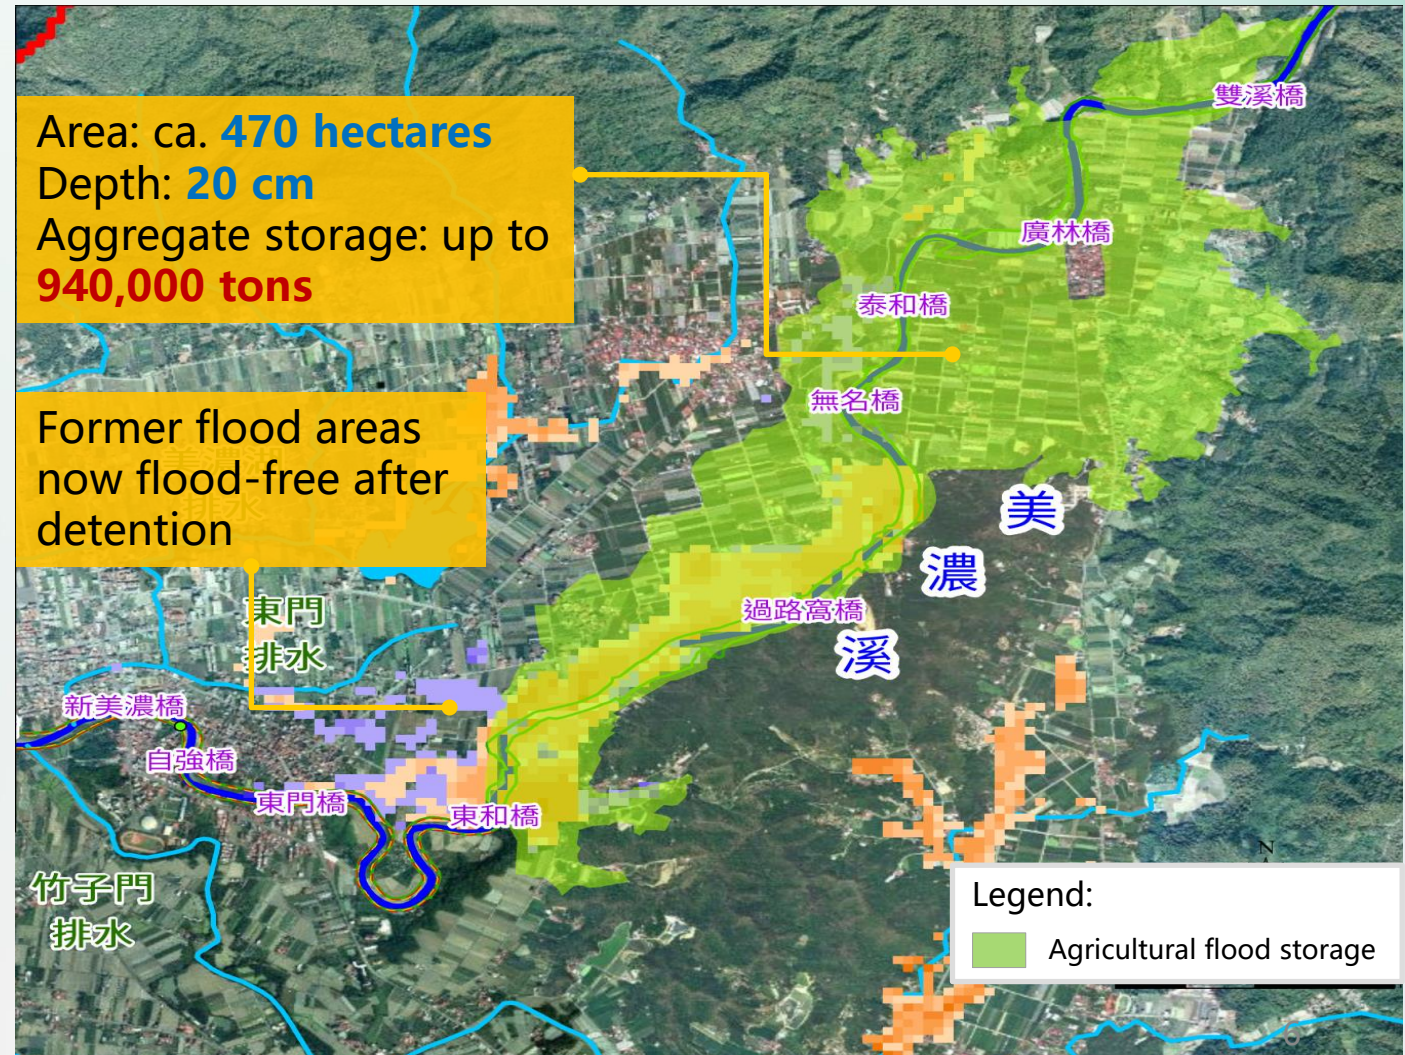 Area: ca. 470 hectares
Depth: 20 cm
Aggregate storage: up to
940,000 tons
Former flood areas
now flood-free after
detention
雙溪橋
廣林橋
泰和橋
無名橋
美
濃
溪
過路窩橋
東門
排水
新美濃橋
自強橋
東門橋
東和橋
竹子門
排水
N
Legend:
Agricultural flood storage